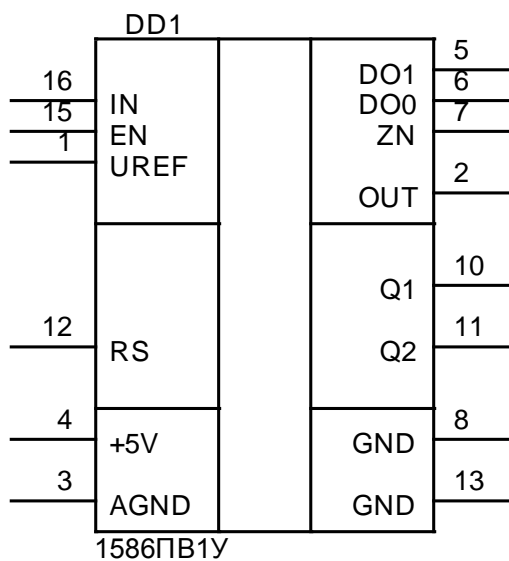 DD1
5
16 IN DO1 6
15 EN DO0 7
1 UREF ZN
2
OUT
10
Q1
12 RS Q2 11
4 +5V GND 8
3 AGND GND 13
1586ПВ1У